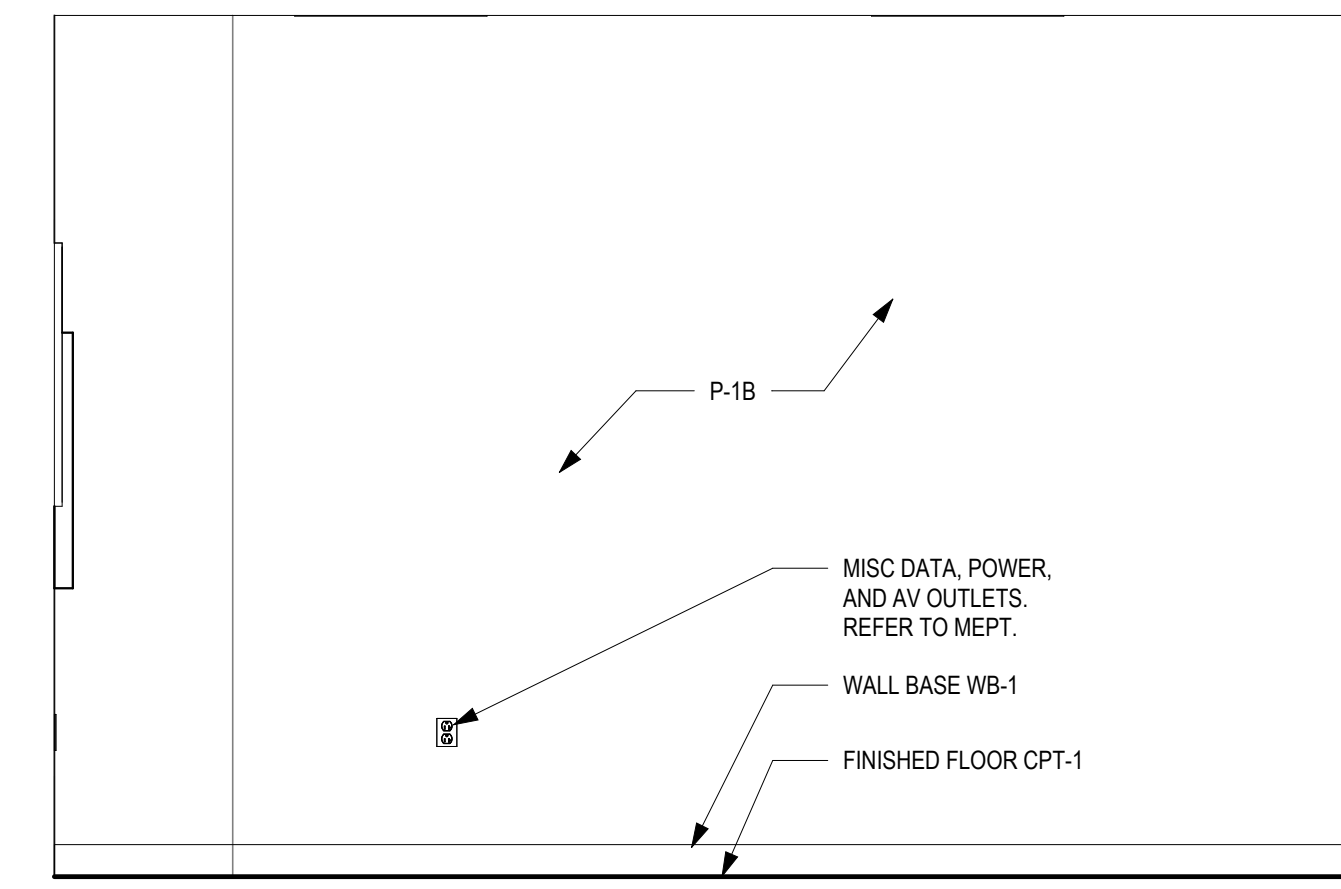 P-1B
MISC DATA, POWER,
AND AV OUTLETS.
REFER TO MEPT.
WALL BASE WB-1
FINISHED FLOOR CPT-1